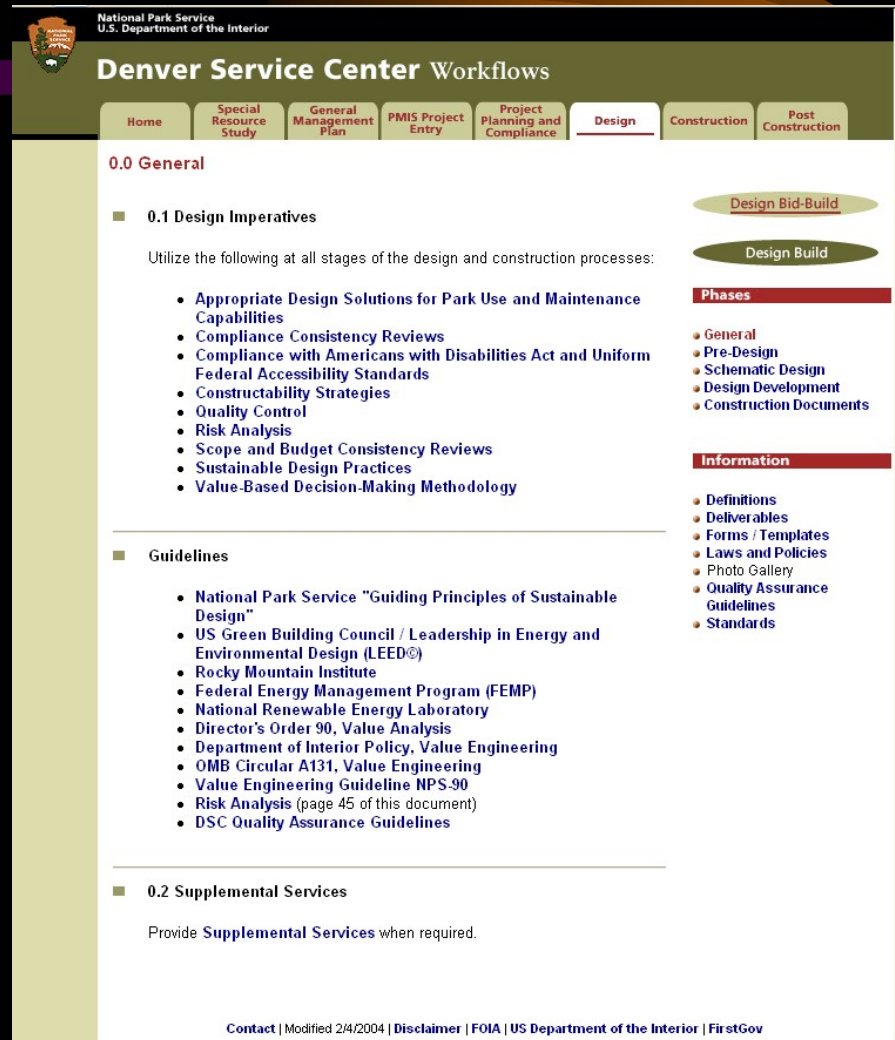 National Park Service
U.S. Department of the Interior
NATIONAL
PARK
SERVICE
Denver Service Center Workflows
Home
Special
Resource
Study
General
Management
Plan
PMIS Project
Entry
Project
Planning and
Compliance
Design
Construction
Post
Construction
0.0 General
0.1 Design Imperatives
Utilize the following at all stages of the design and construction processes:
Appropriate Design Solutions for Park Use and Maintenance
Capabilities
Compliance Consistency Reviews
Compliance with Americans with Disabilities Act and Uniform
Federal Accessibility Standards
Constructability Strategies
Quality Control
Risk Analysis
Scope and Budget Consistency Reviews
Sustainable Design Practices
Value-Based Decision-Making Methodology
Guidelines
National Park Service "Guiding Principles of Sustainable
Design"
US Green Building Council / Leadership in Energy and
Environmental Design (LEED©)
Rocky Mountain Institute
Federal Energy Management Program (FEMP)
National Renewable Energy Laboratory
Director's Order 90, Value Analysis
Department of Interior Policy, Value Engineering
OMB Circular A131, Value Engineering
Value Engineering Guideline NPS-90
Risk Analysis (page 45 of this document)
DSC Quality Assurance Guidelines
0.2 Supplemental Services
Provide Supplemental Services when required.
Design Bid-Build
Design Build
Phases
General
Pre-Design
Schematic Design
Design Development
Construction Documents
Information
Definitions
Deliverables
Forms / Templates
Laws and Policies
Photo Gallery
Quality Assurance
Guidelines
Standards
Contact | Modified 2/4/2004 | Disclaimer | FOIA | US Department of the Interior | FirstGov